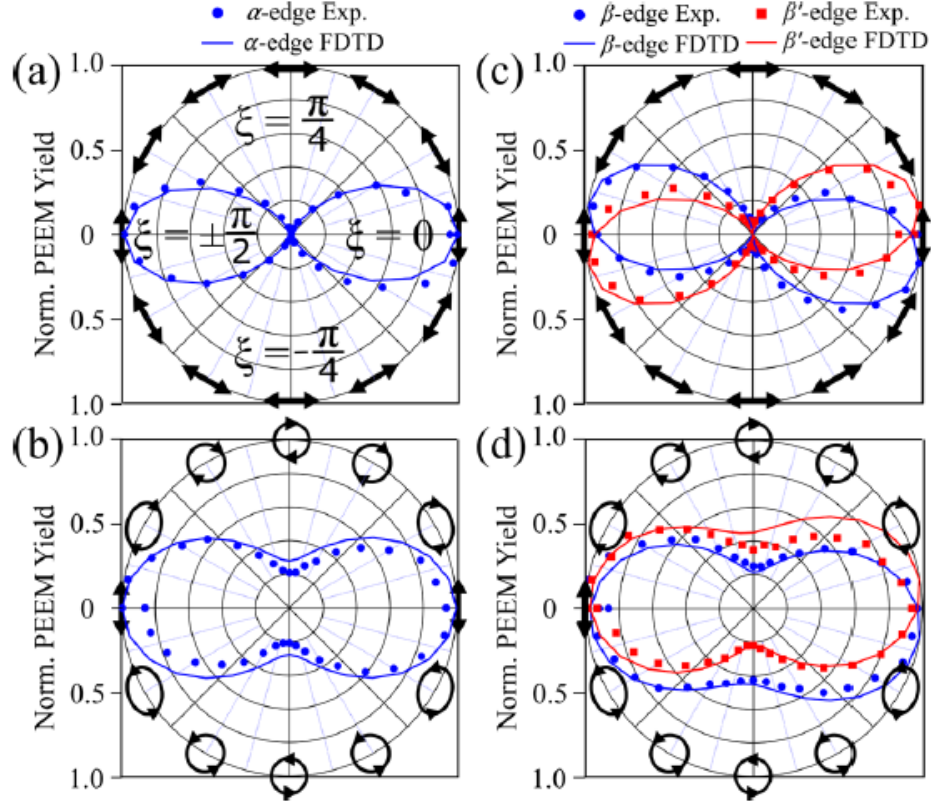 α-edge Exp.
α-edge FDTD
β-edge Exp.
β′-edge Exp.
β-edge FDTD
β′-edge FDTD
(a)
1.0
0.5
0
0.5
1.0
Norm. PEEM Yield
ξ = π/4
ξ = ±π/2
ξ = 0
ξ = -π/4
(c)
1.0
0.5
0
0.5
1.0
Norm. PEEM Yield
(b)
1.0
0.5
0
0.5
1.0
Norm. PEEM Yield
(d)
1.0
0.5
0
0.5
1.0
Norm. PEEM Yield